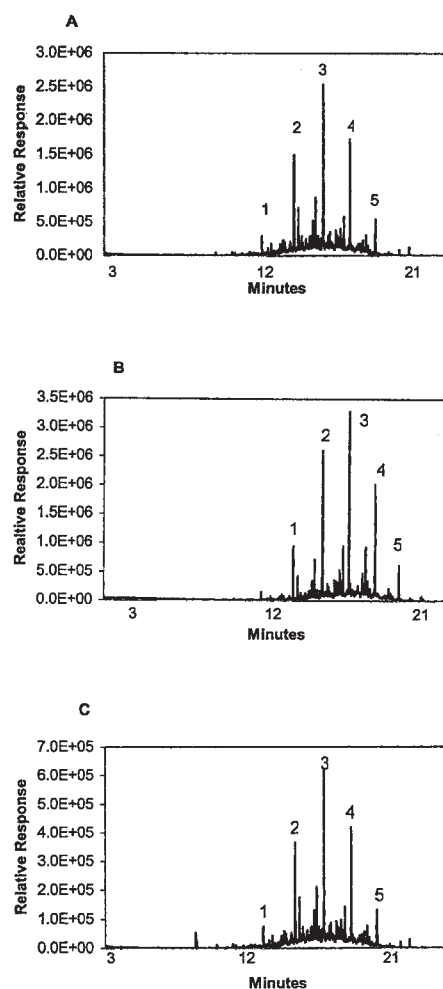 A
3.0E+06
2.5E+06
2.0E+06
1.5E+06
1.0E+06
5.0E+05
0.0E+00
Relative Response
1
2
3
4
5
3 12 21
Minutes
B
3.5E+06
3.0E+06
2.5E+06
2.0E+06
1.5E+06
1.0E+06
5.0E+05
0.0E+00
Realtive Response
1
2
3
4
5
3 12 21
Minutes
C
7.0E+05
6.0E+05
5.0E+05
4.0E+05
3.0E+05
2.0E+05
1.0E+05
0.0E+00
Relative Response
1
2
3
4
5
3 12 21
Minutes